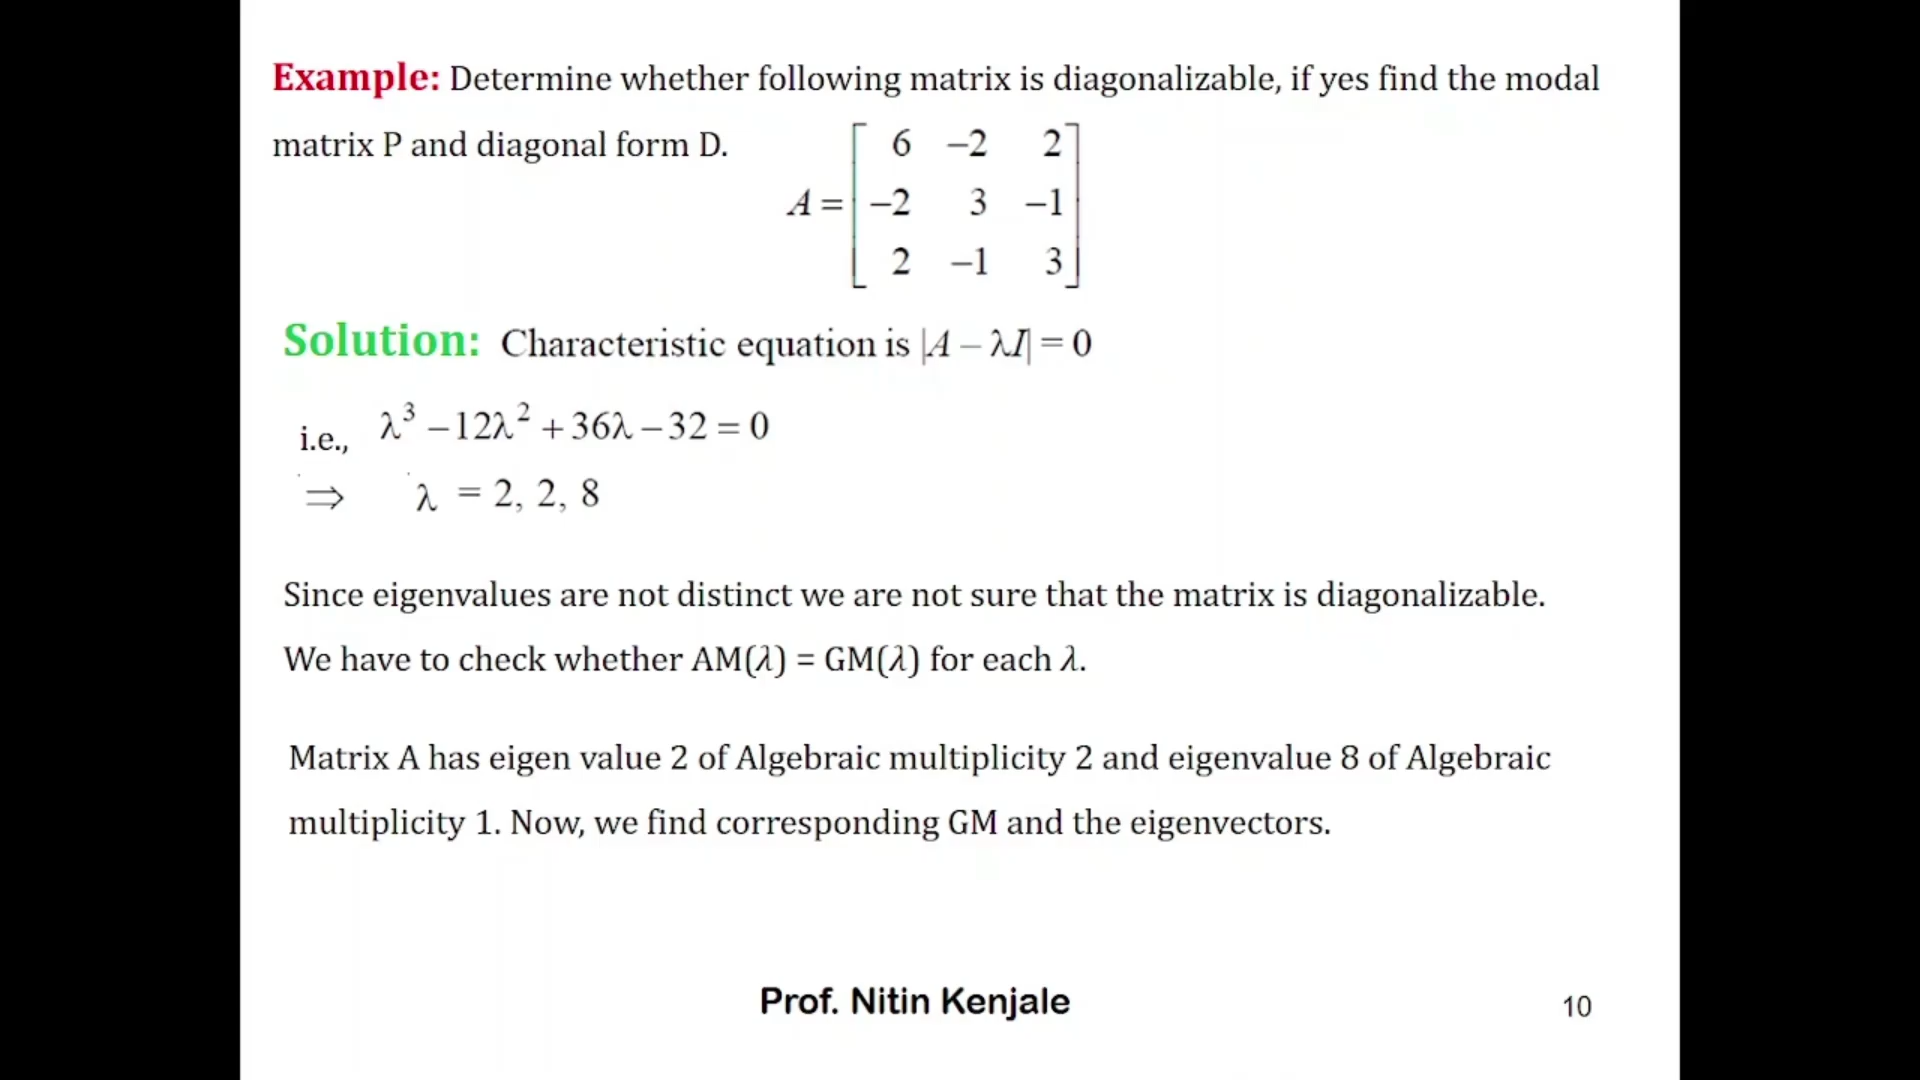 Example: Determine whether following matrix is diagonalizable, if yes find the modal
matrix P and diagonal form D.
A = [ 6 −2 2
−2 3 −1
2 −1 3 ]
Solution: Characteristic equation is |A − λI| = 0
i.e., λ³ − 12λ² + 36λ − 32 = 0
⇒ λ = 2, 2, 8
Since eigenvalues are not distinct we are not sure that the matrix is diagonalizable.
We have to check whether AM(λ) = GM(λ) for each λ.
Matrix A has eigen value 2 of Algebraic multiplicity 2 and eigenvalue 8 of Algebraic
multiplicity 1. Now, we find corresponding GM and the eigenvectors.
Prof. Nitin Kenjale
10